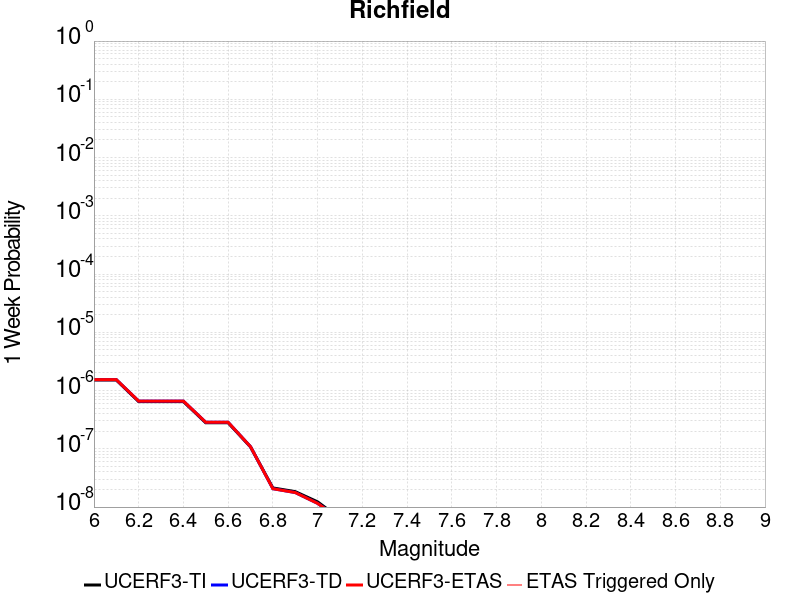 Richfield
10 0
10-1
10-2
10-3
10-4
10-5
10-6
10-7
10-8
1 Week Probability
6 6.2 6.4 6.6 6.8 7 7.2 7.4 7.6 7.8 8 8.2 8.4 8.6 8.8 9
Magnitude
UCERF3-TI UCERF3-TD UCERF3-ETAS ETAS Triggered Only